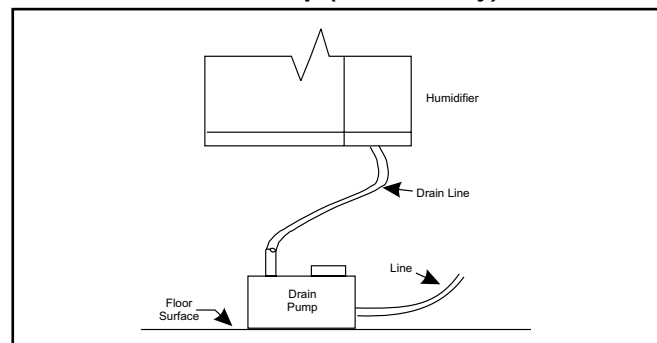 Humidifier
Drain Line
Line
Drain
Pump
Floor
Surface